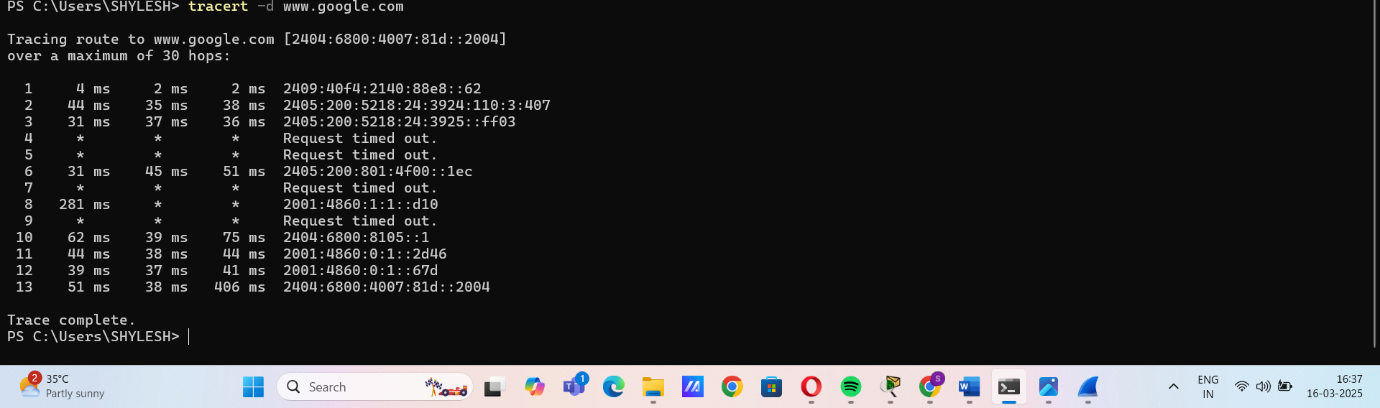 PS C:\Users\SHYLESH> tracert -d www.google.com
Tracing route to www.google.com [2404:6800:4007:81d::2004]
over a maximum of 30 hops:
1 4 ms 2 ms 2 ms 2409:40f4:2140:88e8::62
2 44 ms 35 ms 38 ms 2405:200:5218:24:3924:110:3:407
3 31 ms 37 ms 36 ms 2405:200:5218:24:3925::ff03
4 * * * Request timed out.
5 * * * Request timed out.
6 31 ms 45 ms 51 ms 2405:200:801:4f00::1ec
7 * * * Request timed out.
8 281 ms * * 2001:4860:1:1::d10
9 * * * Request timed out.
10 62 ms 39 ms 75 ms 2404:6800:8105::1
11 44 ms 38 ms 44 ms 2001:4860:0:1::2d46
12 39 ms 37 ms 41 ms 2001:4860:0:1::67d
13 51 ms 38 ms 406 ms 2404:6800:4007:81d::2004
Trace complete.
PS C:\Users\SHYLESH>
2
35°C
Partly sunny
Search
1
S
ENG
IN
16:37
16-03-2025